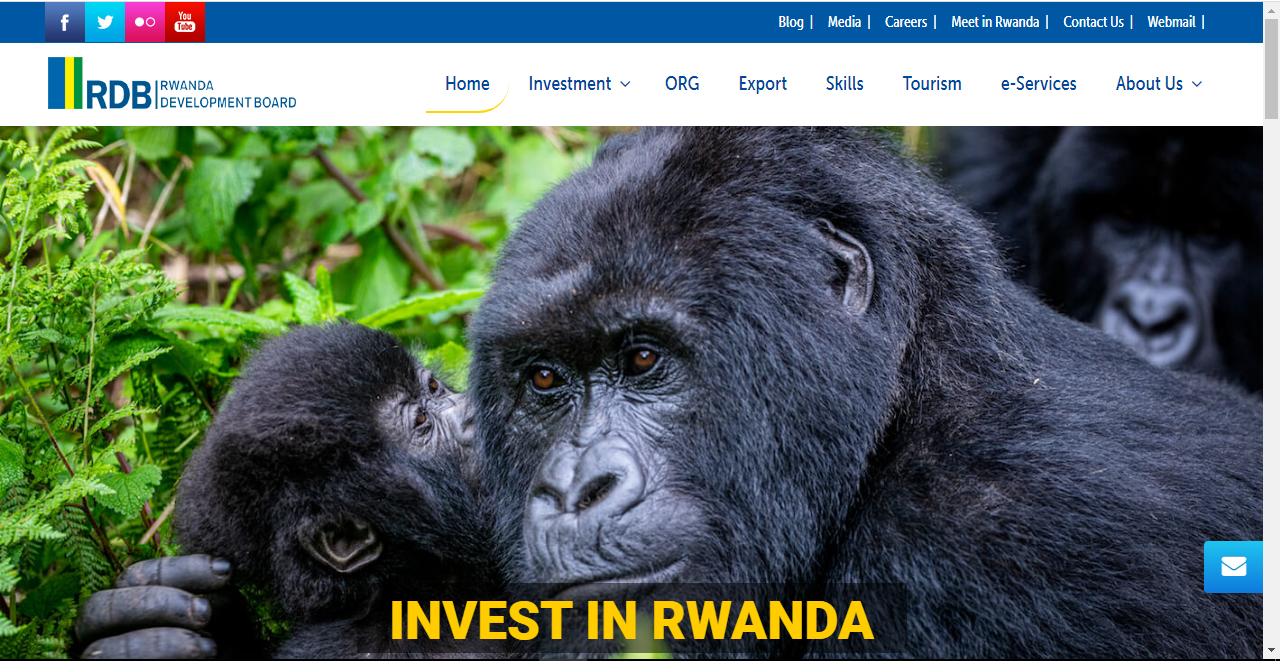 f You Tube Blog | Media | Careers | Meet in Rwanda | Contact Us | Webmail |
RDB RWANDA DEVELOPMENT BOARD
Home Investment ORG Export Skills Tourism e-Services About Us
INVEST IN RWANDA